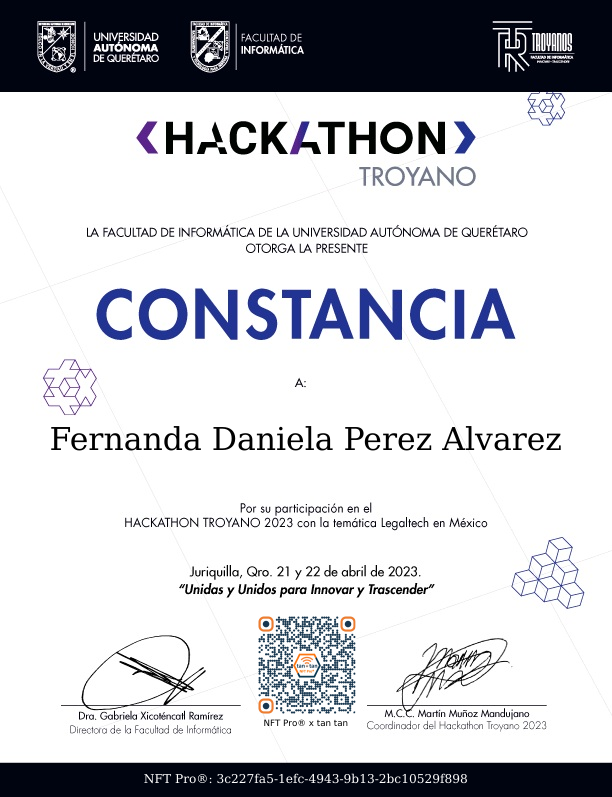 UNIVERSIDAD
AUTÓNOMA
DE QUERÉTARO
FACULTAD DE
INFORMÁTICA
TROYANOS
FACULTAD DE INFORMÁTICA
HACKATHON
TROYANO
LA FACULTAD DE INFORMÁTICA DE LA UNIVERSIDAD AUTÓNOMA DE QUERÉTARO
OTORGA LA PRESENTE
CONSTANCIA
A:
Fernanda Daniela Perez Alvarez
Por su participación en el
HACKATHON TROYANO 2023 con la temática Legaltech en México
Juriquilla, Qro. 21 y 22 de abril de 2023.
“Unidas y Unidos para Innovar y Trascender”
tan tan
Dra. Gabriela Xicoténcatl Ramírez
Directora de la Facultad de Informática
NFT Pro® x tan tan
M.C.C. Martín Muñoz Mandujano
Coordinador del Hackathon Troyano 2023
NFT Pro®: 3c227fa5-1efc-4943-9b13-2bc10529f898